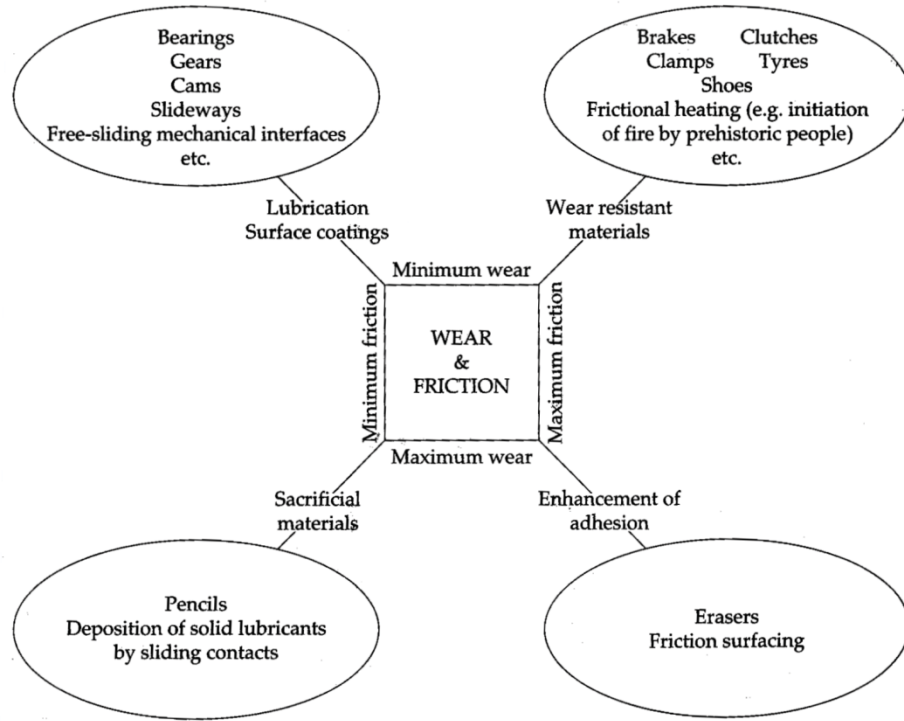 Bearings
Gears
Cams
Slideways
Free-sliding mechanical interfaces
etc.
Brakes Clutches
Clamps Tyres
Shoes
Frictional heating (e.g. initiation
of fire by prehistoric people)
etc.
Lubrication
Surface coatings
Wear resistant
materials
Minimum wear
Minimum friction
WEAR
&
FRICTION
Maximum friction
Maximum wear
Sacrificial
materials
Enhancement of
adhesion
Pencils
Deposition of solid lubricants
by sliding contacts
Erasers
Friction surfacing